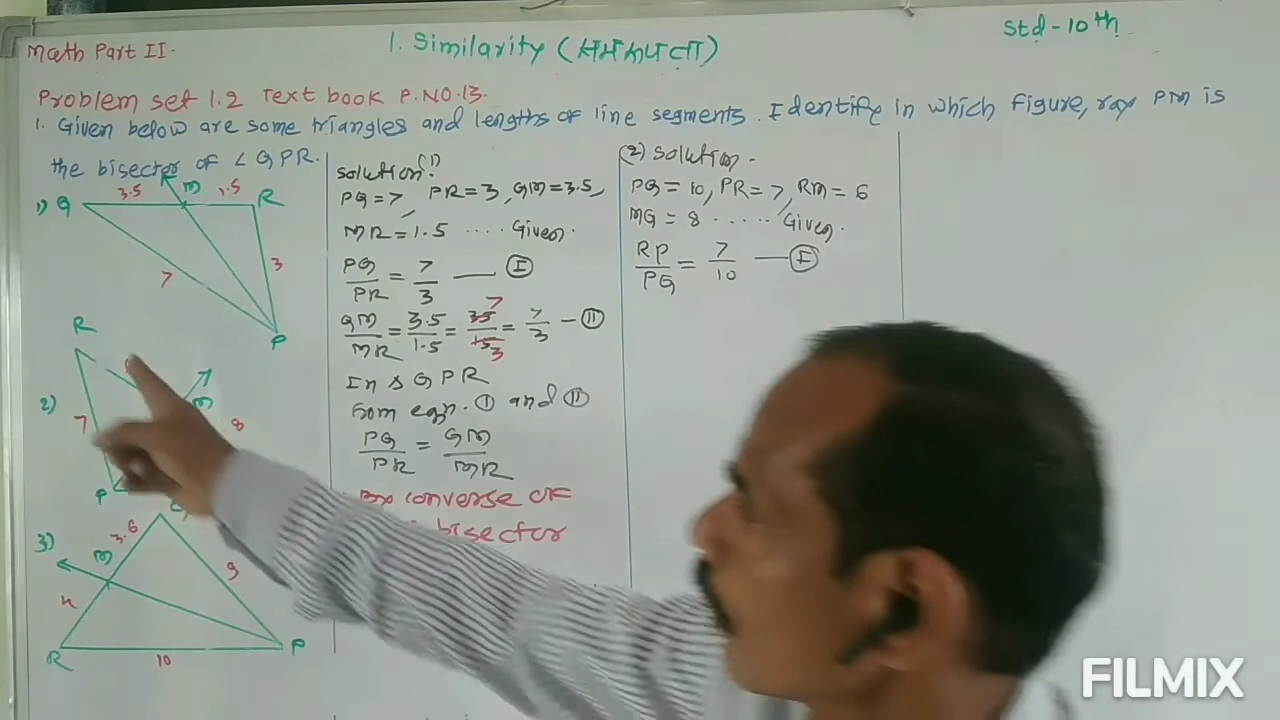 Math Part II.
1. Similarity (समरूपता)
Std - 10th
Problem set 1.2 Text book P.NO.13.
1. Given below are some triangles and lengths of line segments. Identify in which figure, ray PM is
the bisector of ∠QPR.
1) Q 3.5 M 1.5 R
7 3
P
R
2) 7 M 8
P Q
3) 3.6
M 9
4
R 10 P
Solution (1)
PQ=7, PR=3, QM=3.5,
MR=1.5 .... Given.
PQ/PR = 7/3 — I
QM/MR = 3.5/1.5 = 35/15 = 7/3 — II
7
3
In Δ QPR
From eqn. I and II
PQ/PR = QM/MR
converse of
bisector
(2) Solution.
PQ=10, PR=7, RM=6
MQ=8 ..... Given.
RP/PQ = 7/10 — I
FILMIX